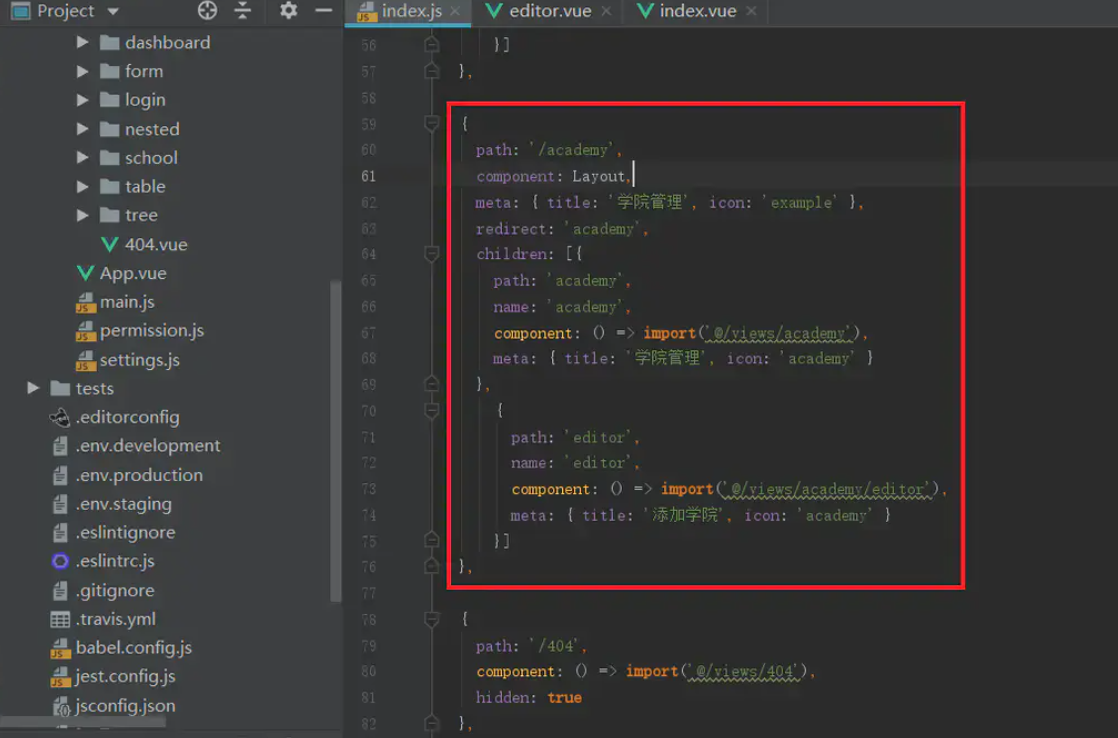 Project
index.js
editor.vue
index.vue
dashboard
form
login
nested
school
table
tree
404.vue
App.vue
main.js
permission.js
settings.js
tests
.editorconfig
.env.development
.env.production
.env.staging
.eslintignore
.eslintrc.js
.gitignore
.travis.yml
babel.config.js
jest.config.js
jsconfig.json
56 }]
57 },
58
59 {
60 path: '/academy',
61 component: Layout,
62 meta: { title: '学院管理', icon: 'example' },
63 redirect: 'academy',
64 children: [{
65 path: 'academy',
66 name: 'academy',
67 component: () => import('@/views/academy'),
68 meta: { title: '学院管理', icon: 'academy' }
69 },
70 {
71 path: 'editor',
72 name: 'editor',
73 component: () => import('@/views/academy/editor'),
74 meta: { title: '添加学院', icon: 'academy' }
75 }]
76 },
77
78 {
79 path: '/404',
80 component: () => import('@/views/404'),
81 hidden: true
82 },